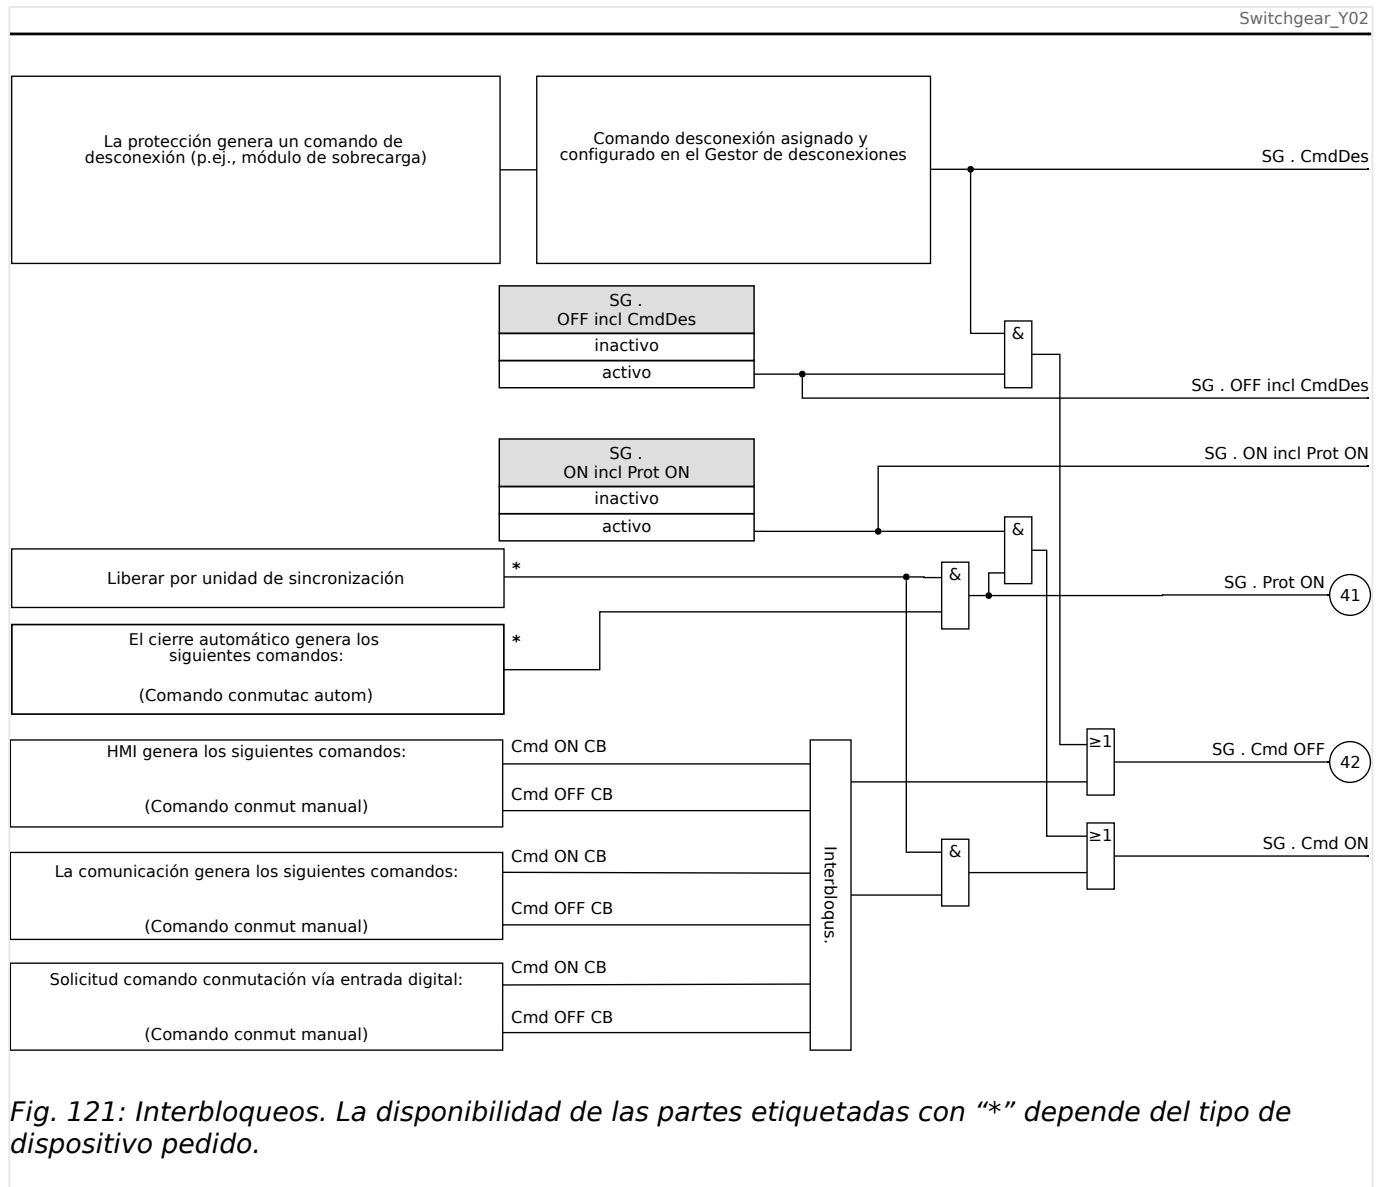 Switchgear_Y02
La protección genera un comando de
desconexión (p.ej., módulo de sobrecarga)
Comando desconexión asignado y
configurado en el Gestor de desconexiones
SG . CmdDes
SG .
OFF incl CmdDes
inactivo
activo
&
SG . OFF incl CmdDes
SG .
ON incl Prot ON
inactivo
activo
SG . ON incl Prot ON
&
Liberar por unidad de sincronización
*
&
SG . Prot ON
41
El cierre automático genera los
siguientes comandos:
(Comando conmutac autom)
*
HMI genera los siguientes comandos:
(Comando conmut manual)
Cmd ON CB
Cmd OFF CB
≥1
SG . Cmd OFF
42
La comunicación genera los siguientes comandos:
(Comando conmut manual)
Cmd ON CB
Cmd OFF CB
Interbloqus.
&
≥1
SG . Cmd ON
Solicitud comando conmutación vía entrada digital:
(Comando conmut manual)
Cmd ON CB
Cmd OFF CB
Fig. 121: Interbloqueos. La disponibilidad de las partes etiquetadas con “*” depende del tipo de
dispositivo pedido.